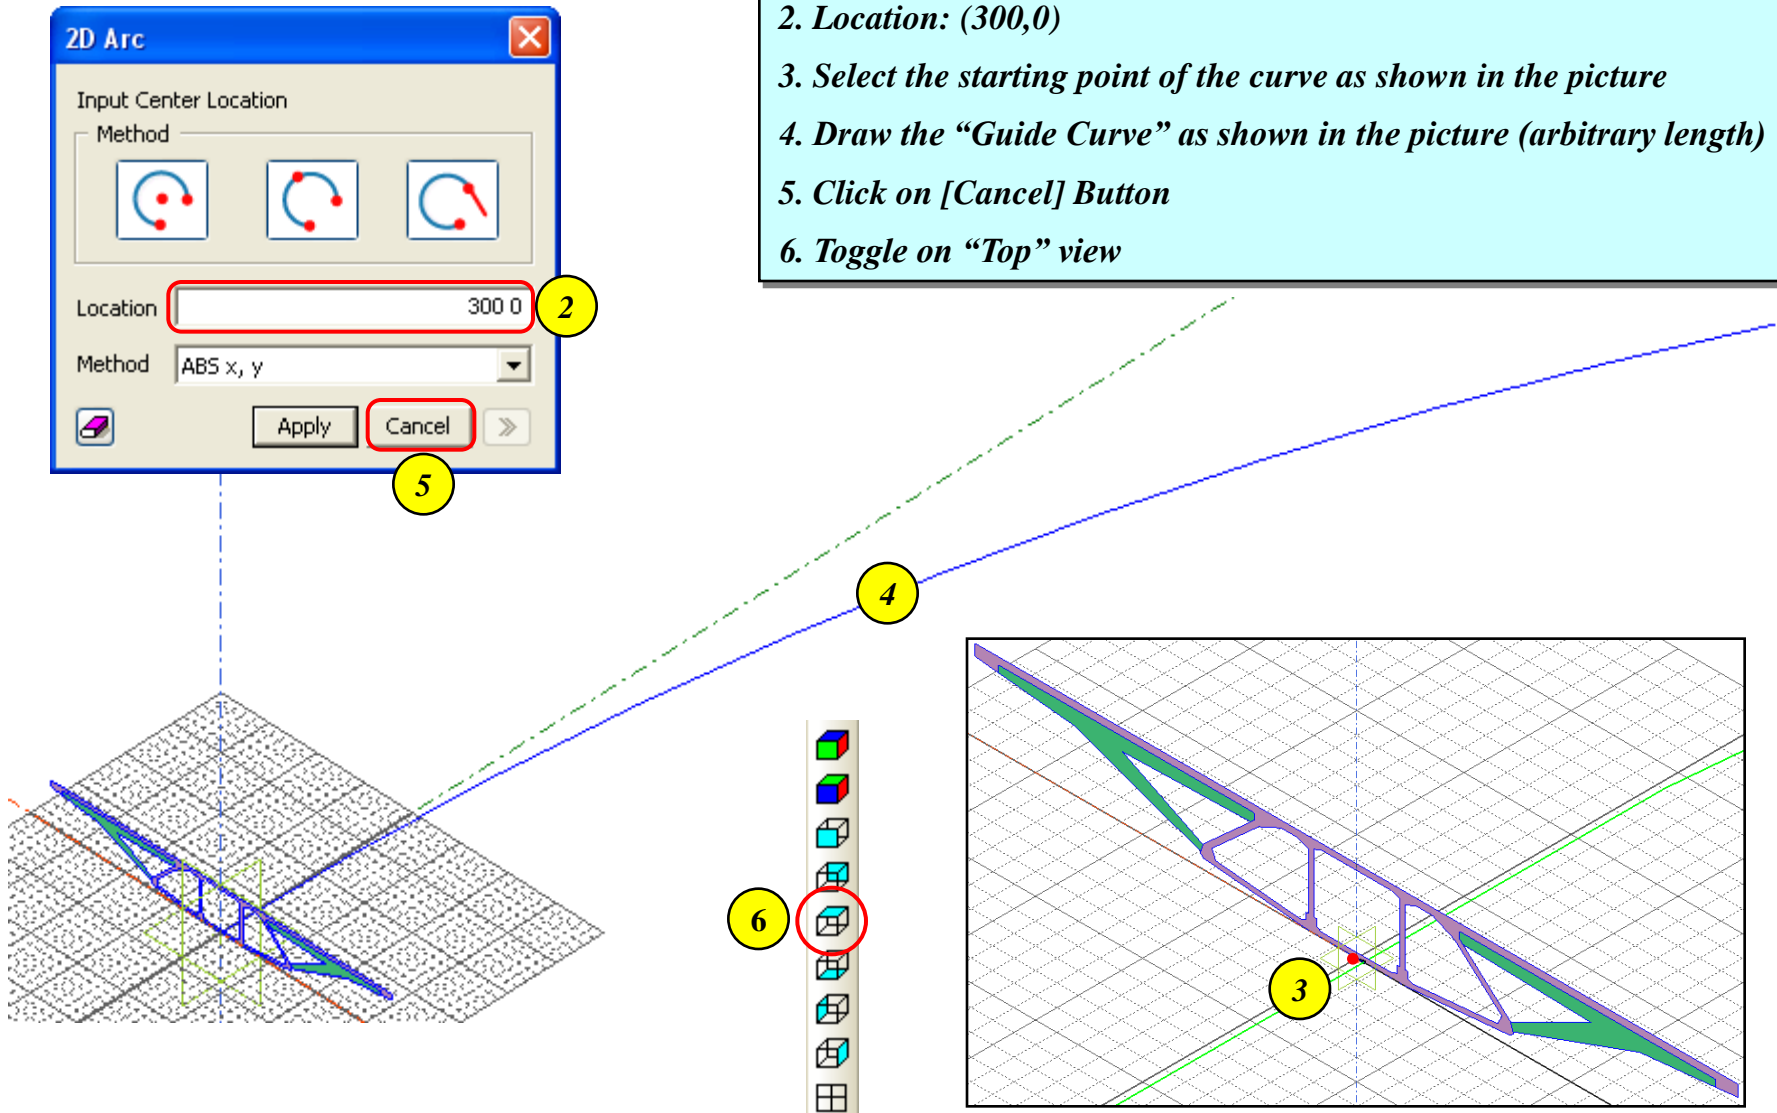 2D Arc
Input Center Location
Method
Location 300 0
Method ABS x, y
Apply Cancel
2
5
2. Location: (300,0)
3. Select the starting point of the curve as shown in the picture
4. Draw the “Guide Curve” as shown in the picture (arbitrary length)
5. Click on [Cancel] Button
6. Toggle on “Top” view
4
6
3